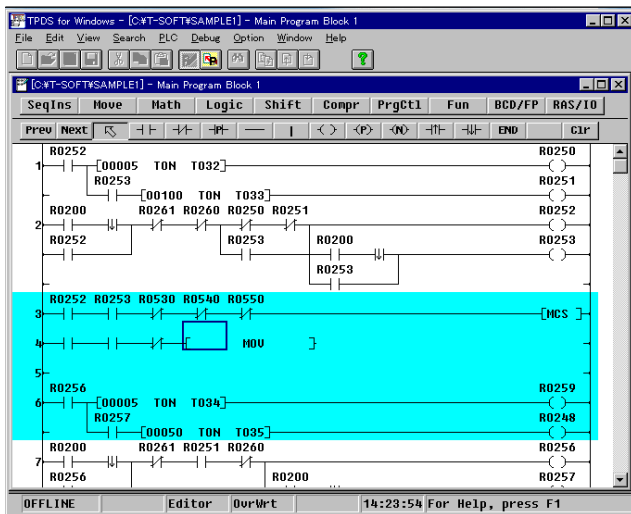 TPDS for Windows - [C:¥T-SOFT¥SAMPLE1] - Main Program Block 1
File Edit View Search PLC Debug Option Window Help
[C:¥T-SOFT¥SAMPLE1] - Main Program Block 1
SeqIns Move Math Logic Shift Compr PrgCtl Fun BCD/FP RAS/IO
Prev Next (P) (N) END Clr
R0252 R0250
1 [00005 TON T032]
R0253 R0251
[00100 TON T033]
R0200 R0261 R0260 R0250 R0251 R0252
2
R0252 R0253 R0200 R0253
R0253
R0252 R0253 R0530 R0540 R0550
3 [MCS ]
4 [ MOV ]
5
R0256 R0259
6 [00005 TON T034]
R0257 R0248
[00050 TON T035]
R0200 R0261 R0251 R0260 R0256
7
R0256 R0200 R0257
OFFLINE Editor OvrWrt 14:23:54 For Help, press F1